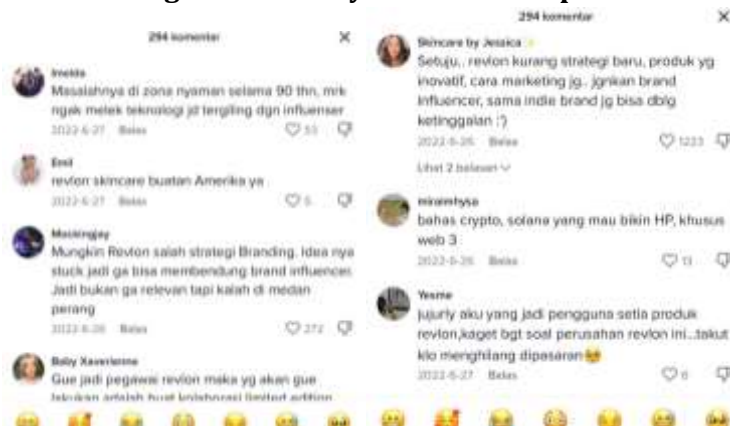 294 komentar
Imelda
Masalahnya di zona nyaman selama 90 thn, mrk
ngak melek teknologi jd tergiling dgn influenser
2022-6-27 Balas 53
Emil
revlon skincare buatan Amerika ya
2022-6-27 Balas 5
Mockingjay
Mungkin Revlon salah strategi Branding. Idea nya
stuck jadi ga bisa membendung brand influencer.
Jadi bukan ga relevan tapi kalah di medan
perang
2022-6-26 Balas 272
Baby Xaverienne
Gue jadi pegawai revlon maka yg akan gue
lakukan adalah buat kolaborasi limited edition
294 komentar
Skincare by Jessica
Setuju.. revlon kurang strategi baru, produk yg
inovatif, cara marketing jg.. jgnkan brand
Influencer, sama indie brand jg bisa dblg
ketinggalan :')
2022-6-26 Balas 1223
Lihat 2 balasan
bahas crypto, solana yang mau bikin HP, khusus
web 3
2022-6-26 Balas 13
Yesme
jujurly aku yang jadi pengguna setia produk
revlon,kaget bgt soal perusahan revlon ini...takut
klo menghilang dipasaran🥺
2022-6-27 Balas 6